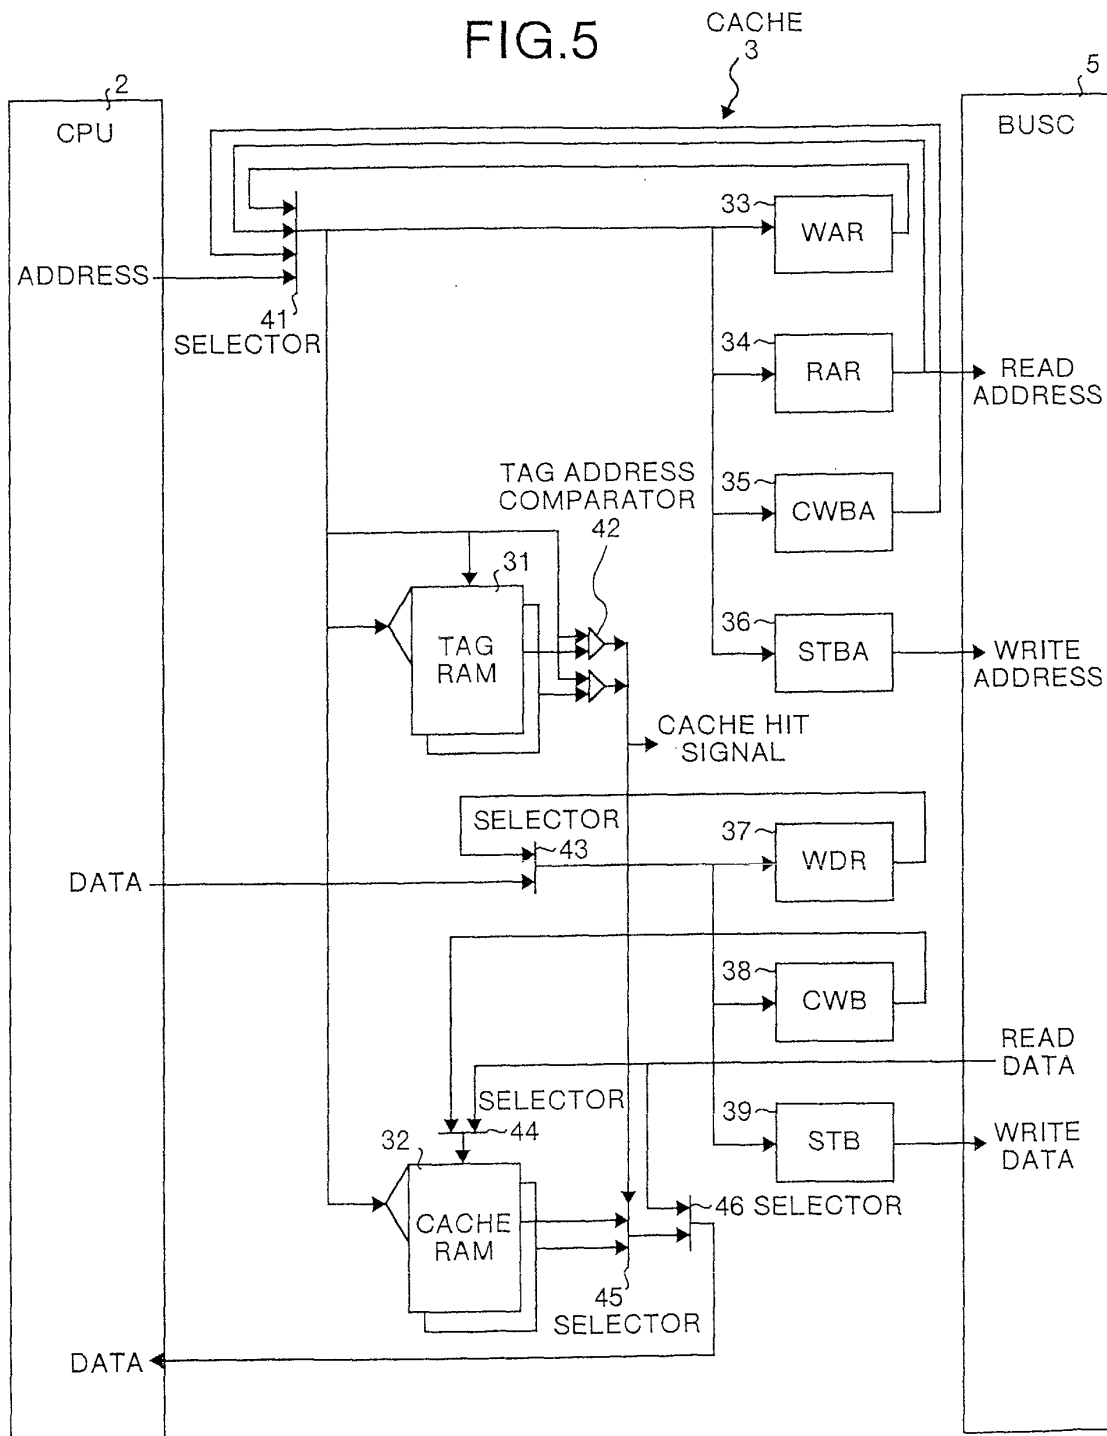 FIG.5
CACHE
3
2
CPU
5
BUSC
33
WAR
ADDRESS
41
SELECTOR
34
RAR
READ
ADDRESS
TAG ADDRESS
COMPARATOR
42
35
CWBA
31
TAG
RAM
36
STBA
WRITE
ADDRESS
CACHE HIT
SIGNAL
SELECTOR
43
37
WDR
DATA
38
CWB
READ
DATA
SELECTOR
44
39
STB
WRITE
DATA
32
CACHE
RAM
46 SELECTOR
45
SELECTOR
DATA